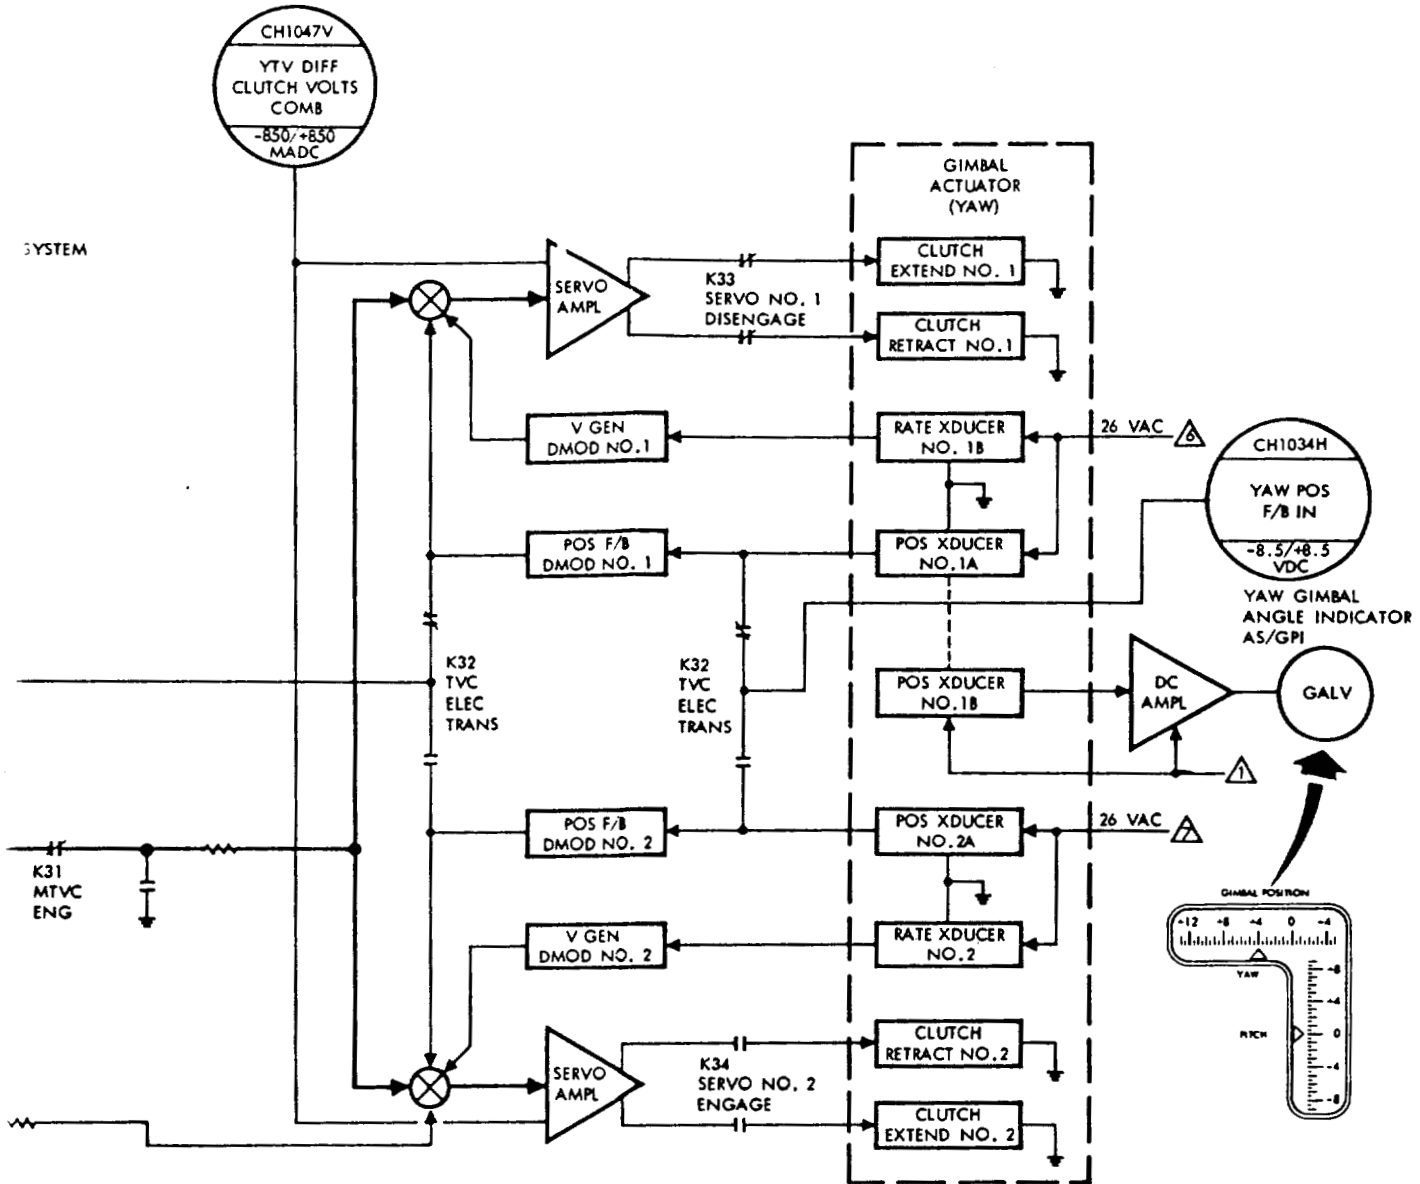 CH1047V
YTV DIFF
CLUTCH VOLTS
COMB
-850/+850
MADC
GIMBAL
ACTUATOR
(YAW)
SYSTEM
SERVO
AMPL
K33
SERVO NO. 1
DISENGAGE
CLUTCH
EXTEND NO. 1
CLUTCH
RETRACT NO.1
V GEN
DMOD NO.1
RATE XDUCER
NO. 1B
26 VAC
6
CH1034H
YAW POS
F/B IN
-8.5/+8.5
VDC
POS F/B
DMOD NO. 1
POS XDUCER
NO.1A
YAW GIMBAL
ANGLE INDICATOR
AS/GPI
K32
TVC
ELEC
TRANS
K32
TVC
ELEC
TRANS
POS XDUCER
NO.1B
DC
AMPL
GALV
1
POS F/B
DMOD NO. 2
POS XDUCER
NO.2A
26 VAC
7
K31
MTVC
ENG
V GEN
DMOD NO. 2
RATE XDUCER
NO.2
GIMBAL POSITION
+12 +8 +4 0 -4
YAW
+8
+4
PITCH 0
-4
-8
SERVO
AMPL
K34
SERVO NO. 2
ENGAGE
CLUTCH
RETRACT NO.2
CLUTCH
EXTEND NO. 2